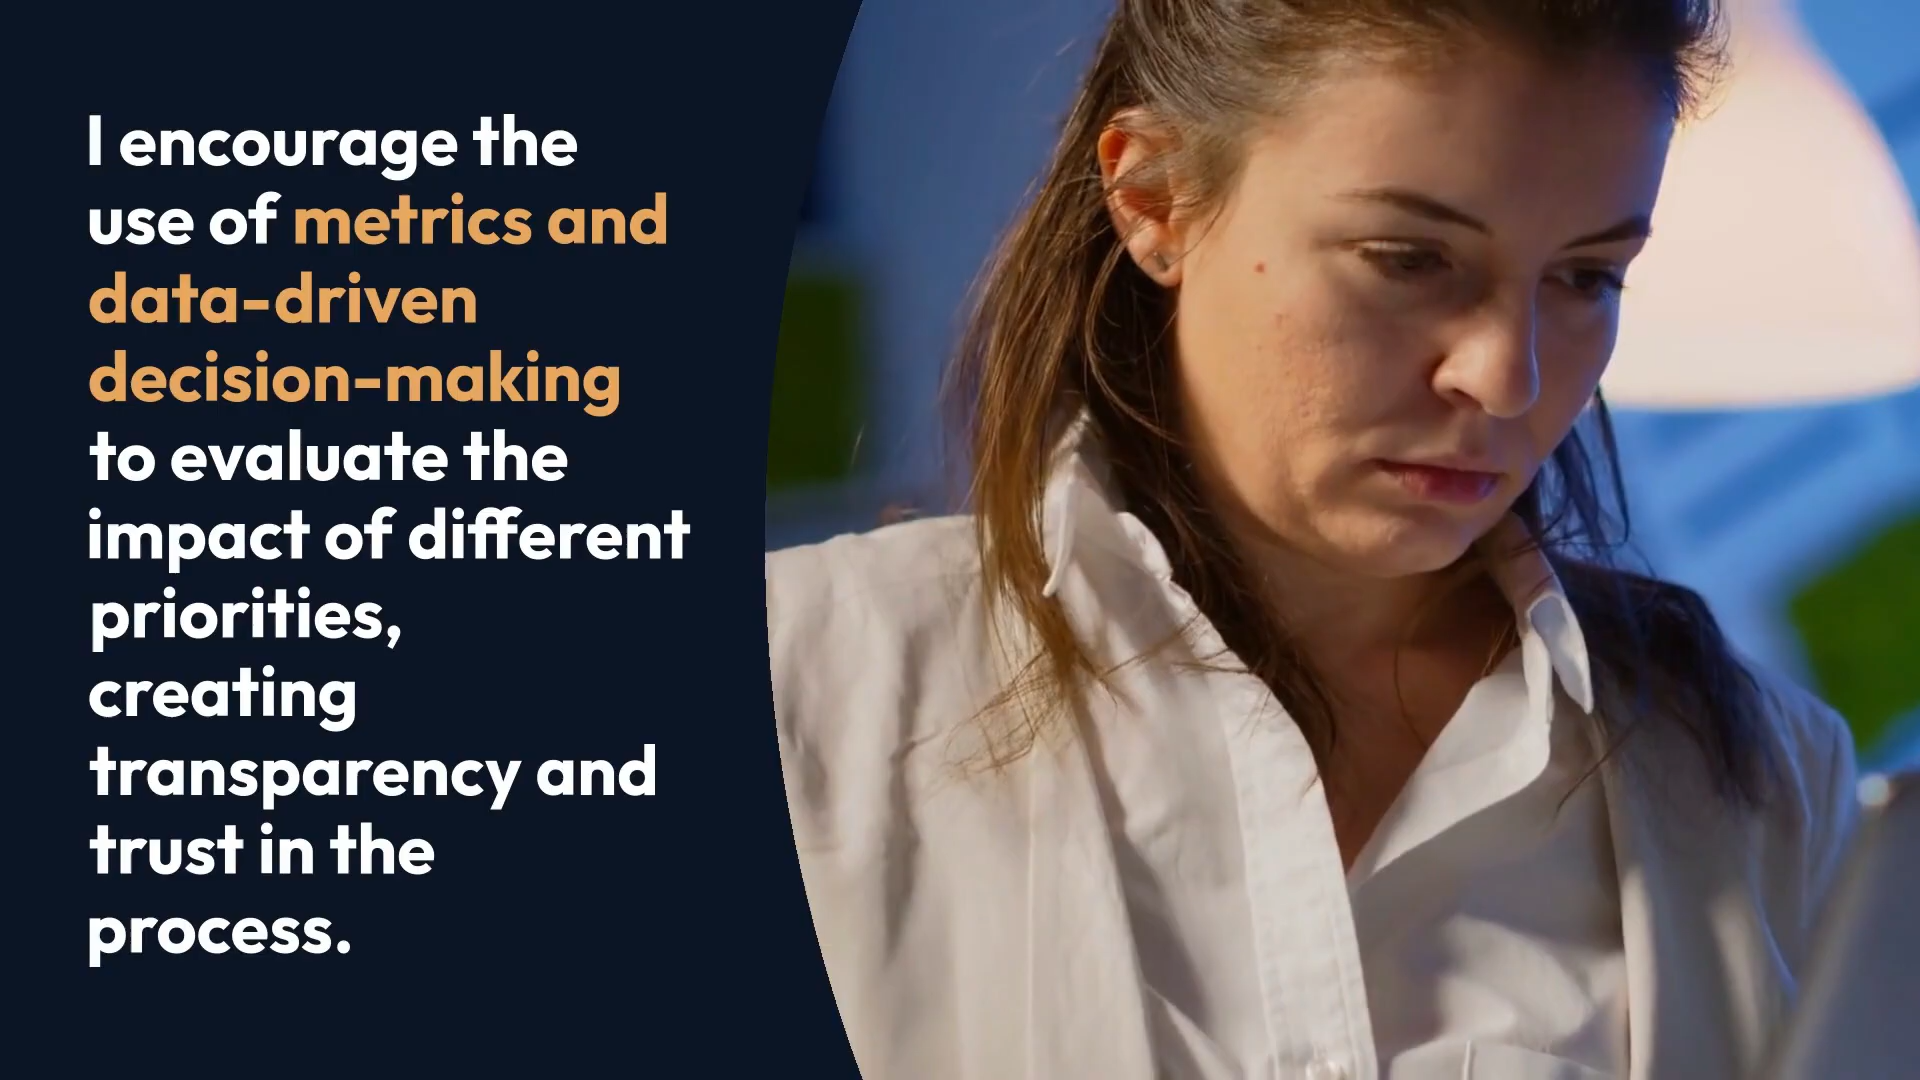 I encourage the
use of metrics and
data-driven
decision-making
to evaluate the
impact of different
priorities,
creating
transparency and
trust in the
process.